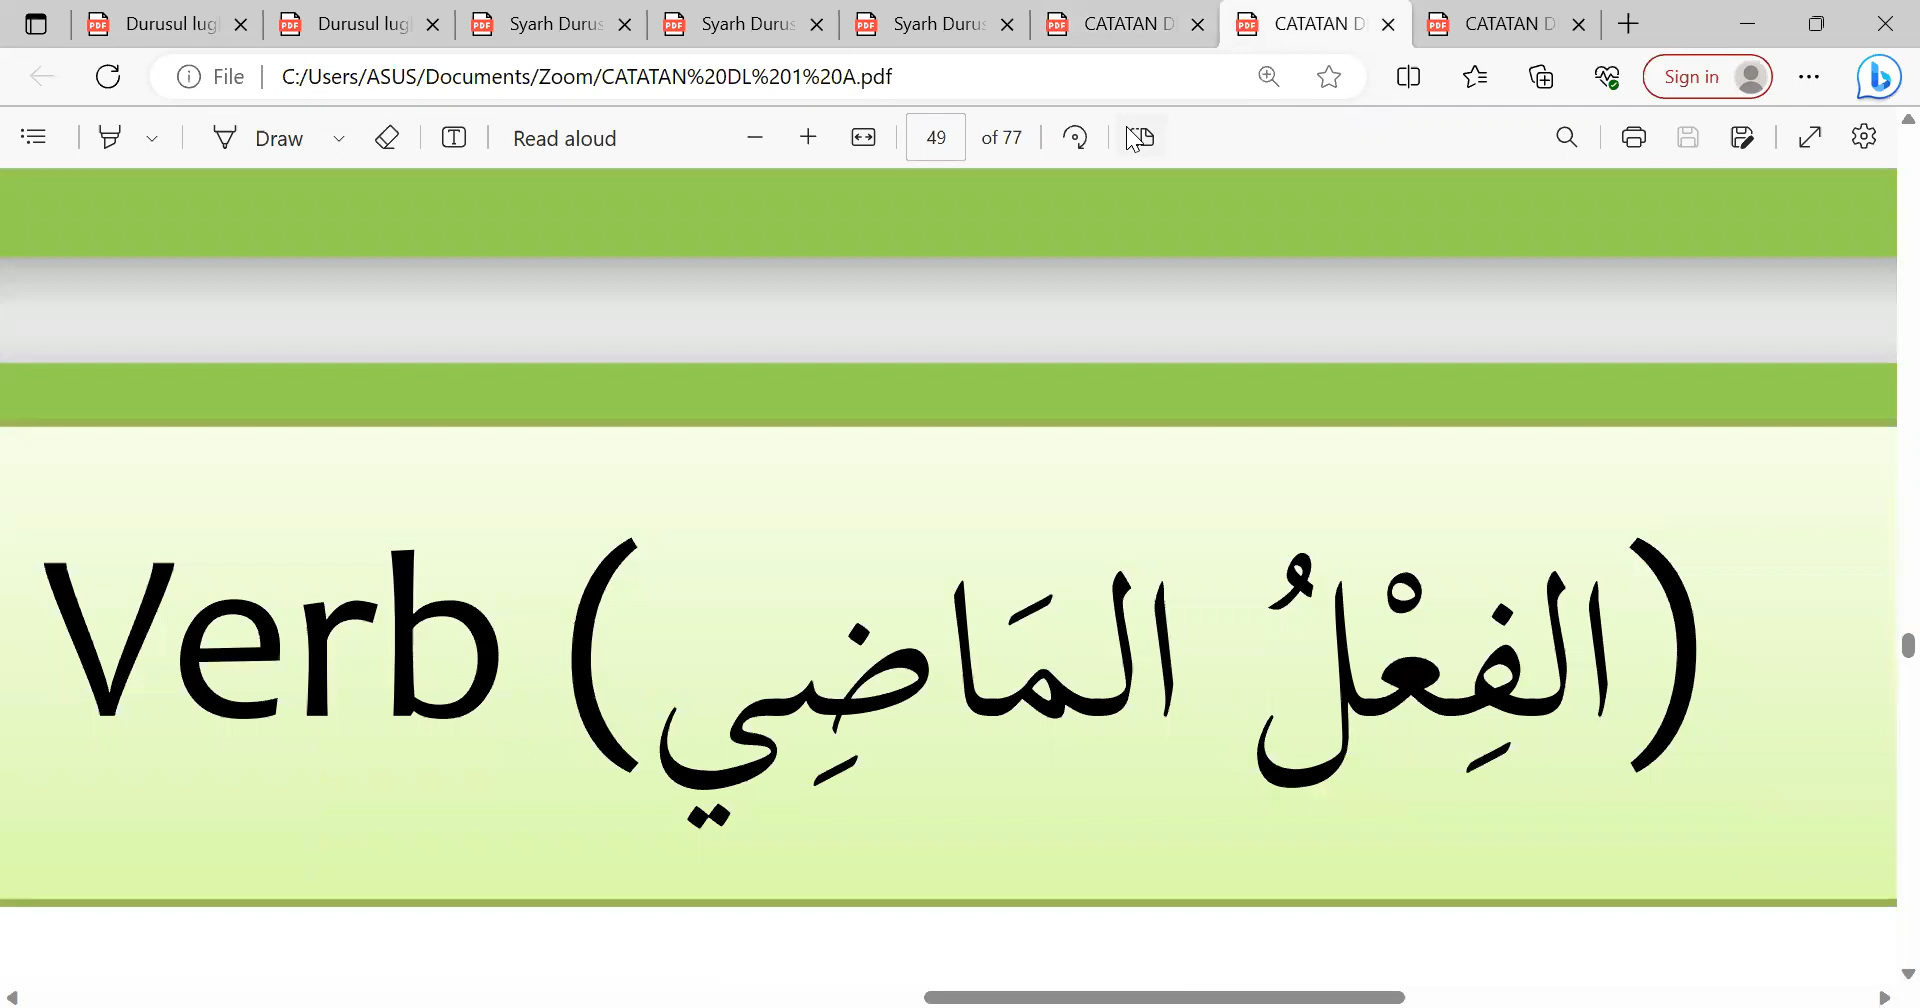 Durusul lug
Durusul lug
Syarh Durus
Syarh Durus
Syarh Durus
CATATAN D
CATATAN D
CATATAN D
File
C:/Users/ASUS/Documents/Zoom/CATATAN%20DL%201%20A.pdf
Sign in
Draw
Read aloud
49
of 77
Verb (الفِعْلُ المَاضِي)